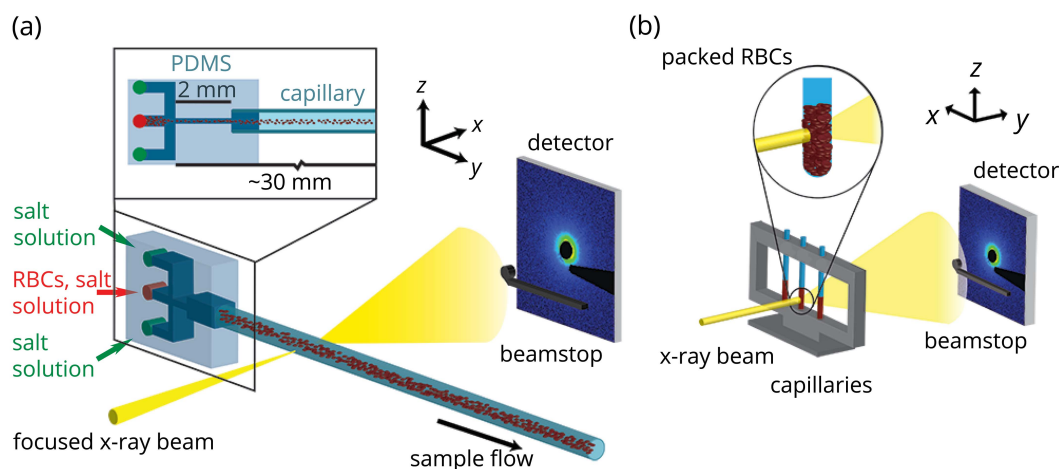 (a)
PDMS
2 mm
capillary
~30 mm
z
x
y
detector
salt
solution
RBCs, salt
solution
salt
solution
beamstop
focused x-ray beam
sample flow
(b)
packed RBCs
z
x
y
detector
x-ray beam
beamstop
capillaries